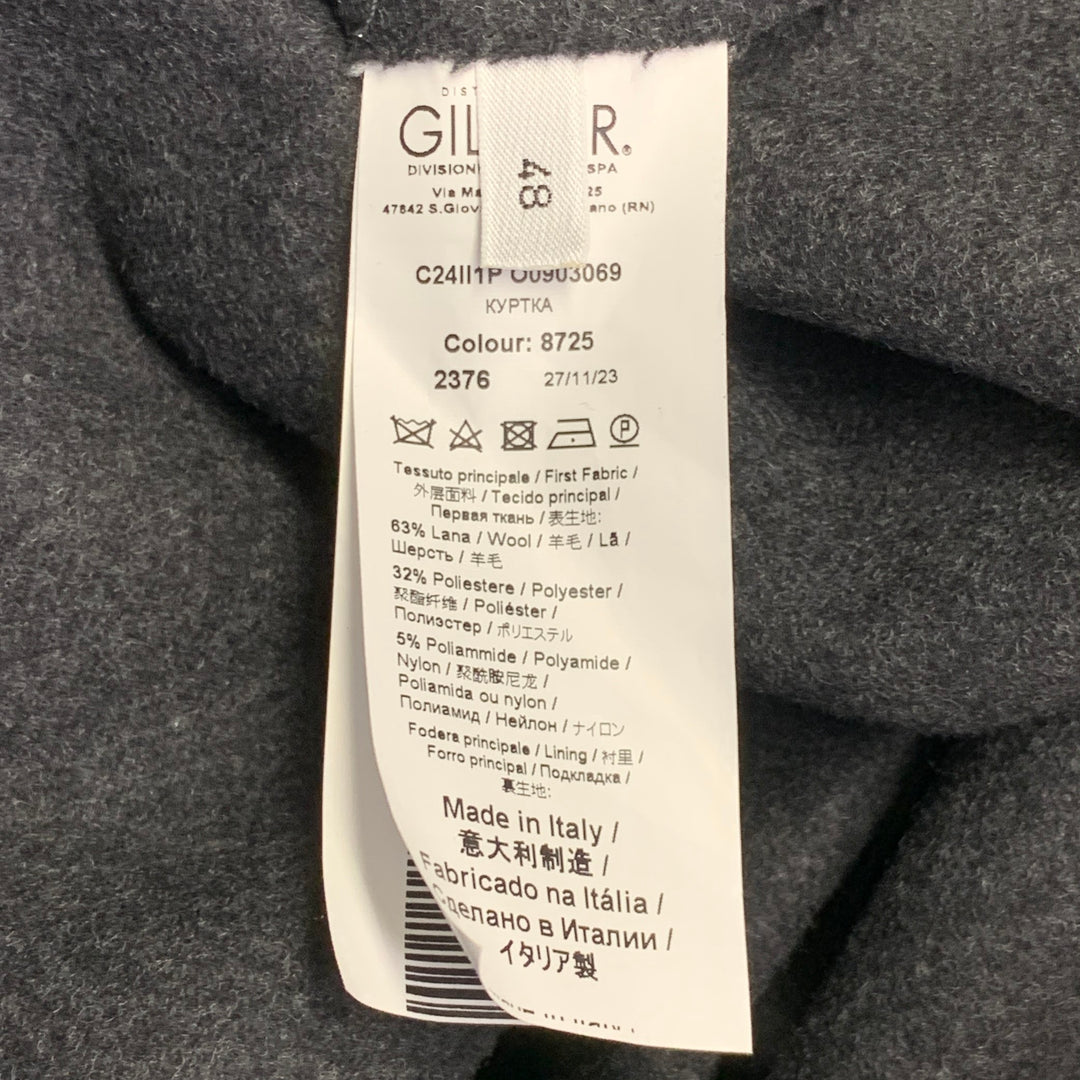 DIST
GIL R®
48
DIVISION SPA
Via Ma 25
47842 S.Giov ano (RN)
C24II1P O0903069
КУРТКА
Colour: 8725
2376 27/11/23
P
Tessuto principale / First Fabric /
外层面料 / Tecido principal /
Первая ткань / 表生地:
63% Lana / Wool / 羊毛 / Lã /
Шерсть / 羊毛
32% Poliestere / Polyester /
聚酯纤维 / Poliéster /
Полиэстер / ポリエステル
5% Poliammide / Polyamide /
Nylon / 聚酰胺尼龙 /
Poliamida ou nylon /
Полиамид / Нейлон / ナイロン
Fodera principale / Lining / 衬里 /
Forro principal / Подкладка /
裏生地:
Made in Italy /
意大利制造 /
Fabricado na Itália /
Сделано в Италии /
イタリア製